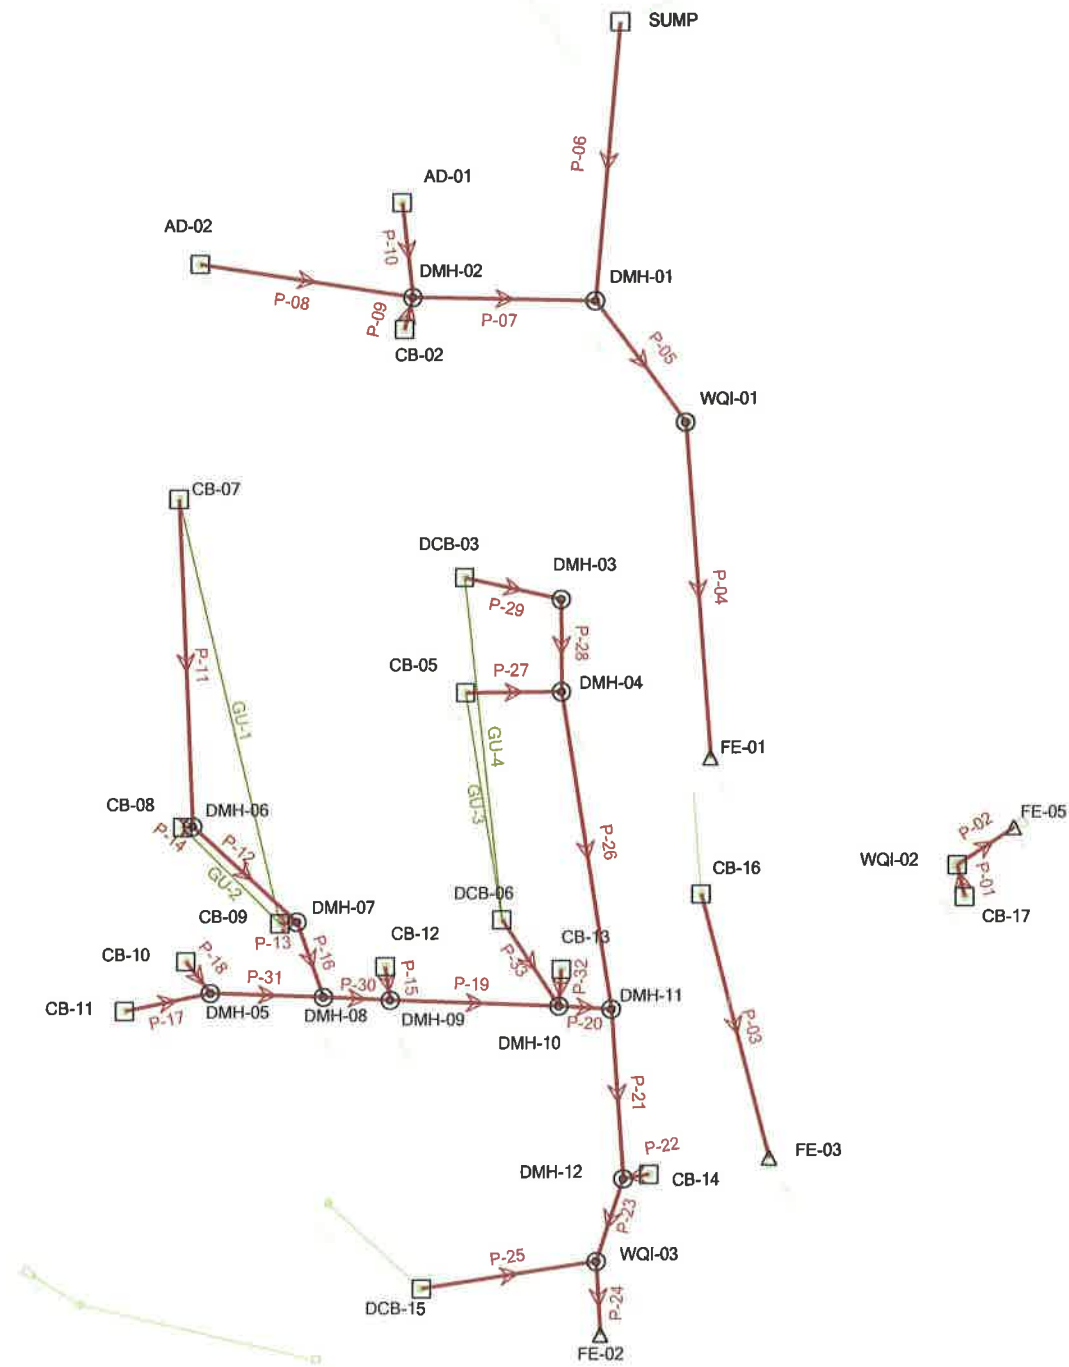 SUMP
P-06
AD-01
AD-02
P-10
DMH-02
DMH-01
P-08
P-09
P-07
CB-02
P-05
WQI-01
CB-07
DCB-03
DMH-03
P-29
P-04
P-28
P-11
CB-05
P-27
DMH-04
GU-1
GU-4
FE-01
GU-3
CB-08
DMH-06
P-14
P-12
P-26
FE-05
P-02
WQI-02
CB-16
P-01
GU-2
DCB-06
CB-17
CB-09
DMH-07
P-13
P-16
CB-12
CB-13
CB-10
P-18
P-33
P-32
P-31
P-30
P-15
P-19
DMH-11
CB-11
P-17
DMH-05
DMH-08
DMH-09
P-20
P-03
DMH-10
P-21
P-22
FE-03
DMH-12
CB-14
P-23
P-25
WQI-03
DCB-15
P-24
FE-02